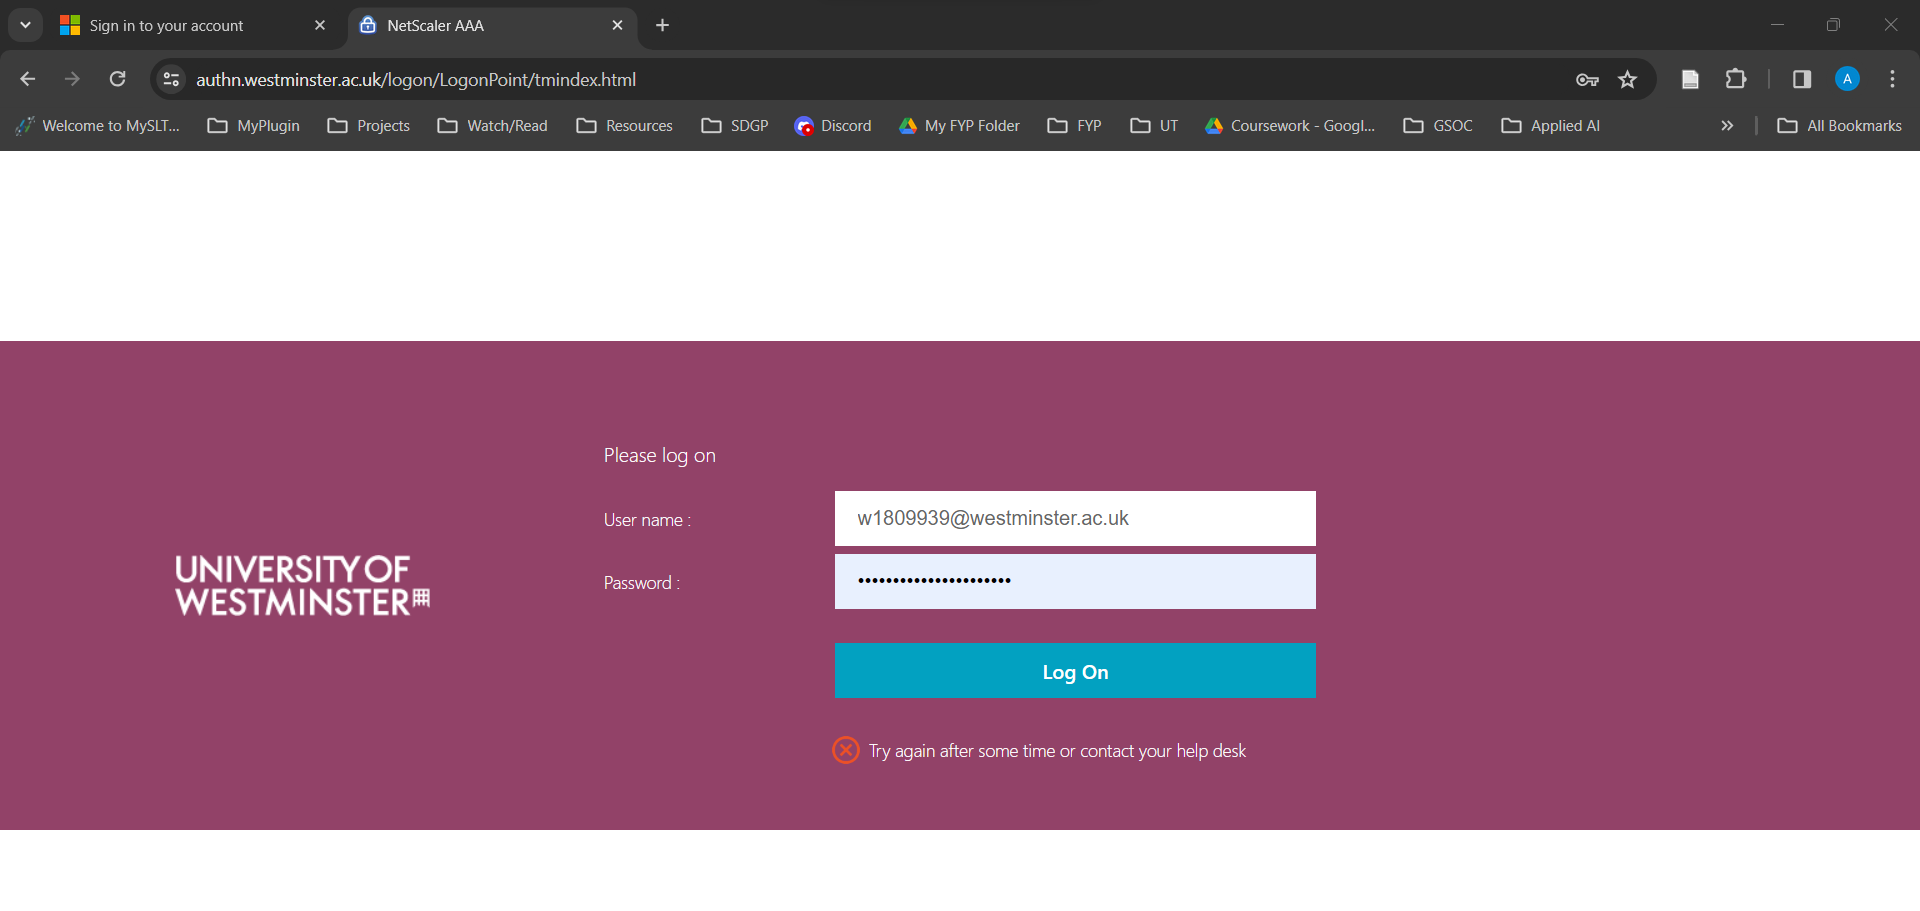 Sign in to your account
NetScaler AAA
authn.westminster.ac.uk/logon/LogonPoint/tmindex.html
A
Welcome to MySLT...
MyPlugin
Projects
Watch/Read
Resources
SDGP
Discord
My FYP Folder
FYP
UT
Coursework - Googl...
GSOC
Applied AI
All Bookmarks
Please log on
User name :
w1809939@westminster.ac.uk
Password :
••••••••••••••••••••••
UNIVERSITY OF
WESTMINSTER
Log On
Try again after some time or contact your help desk